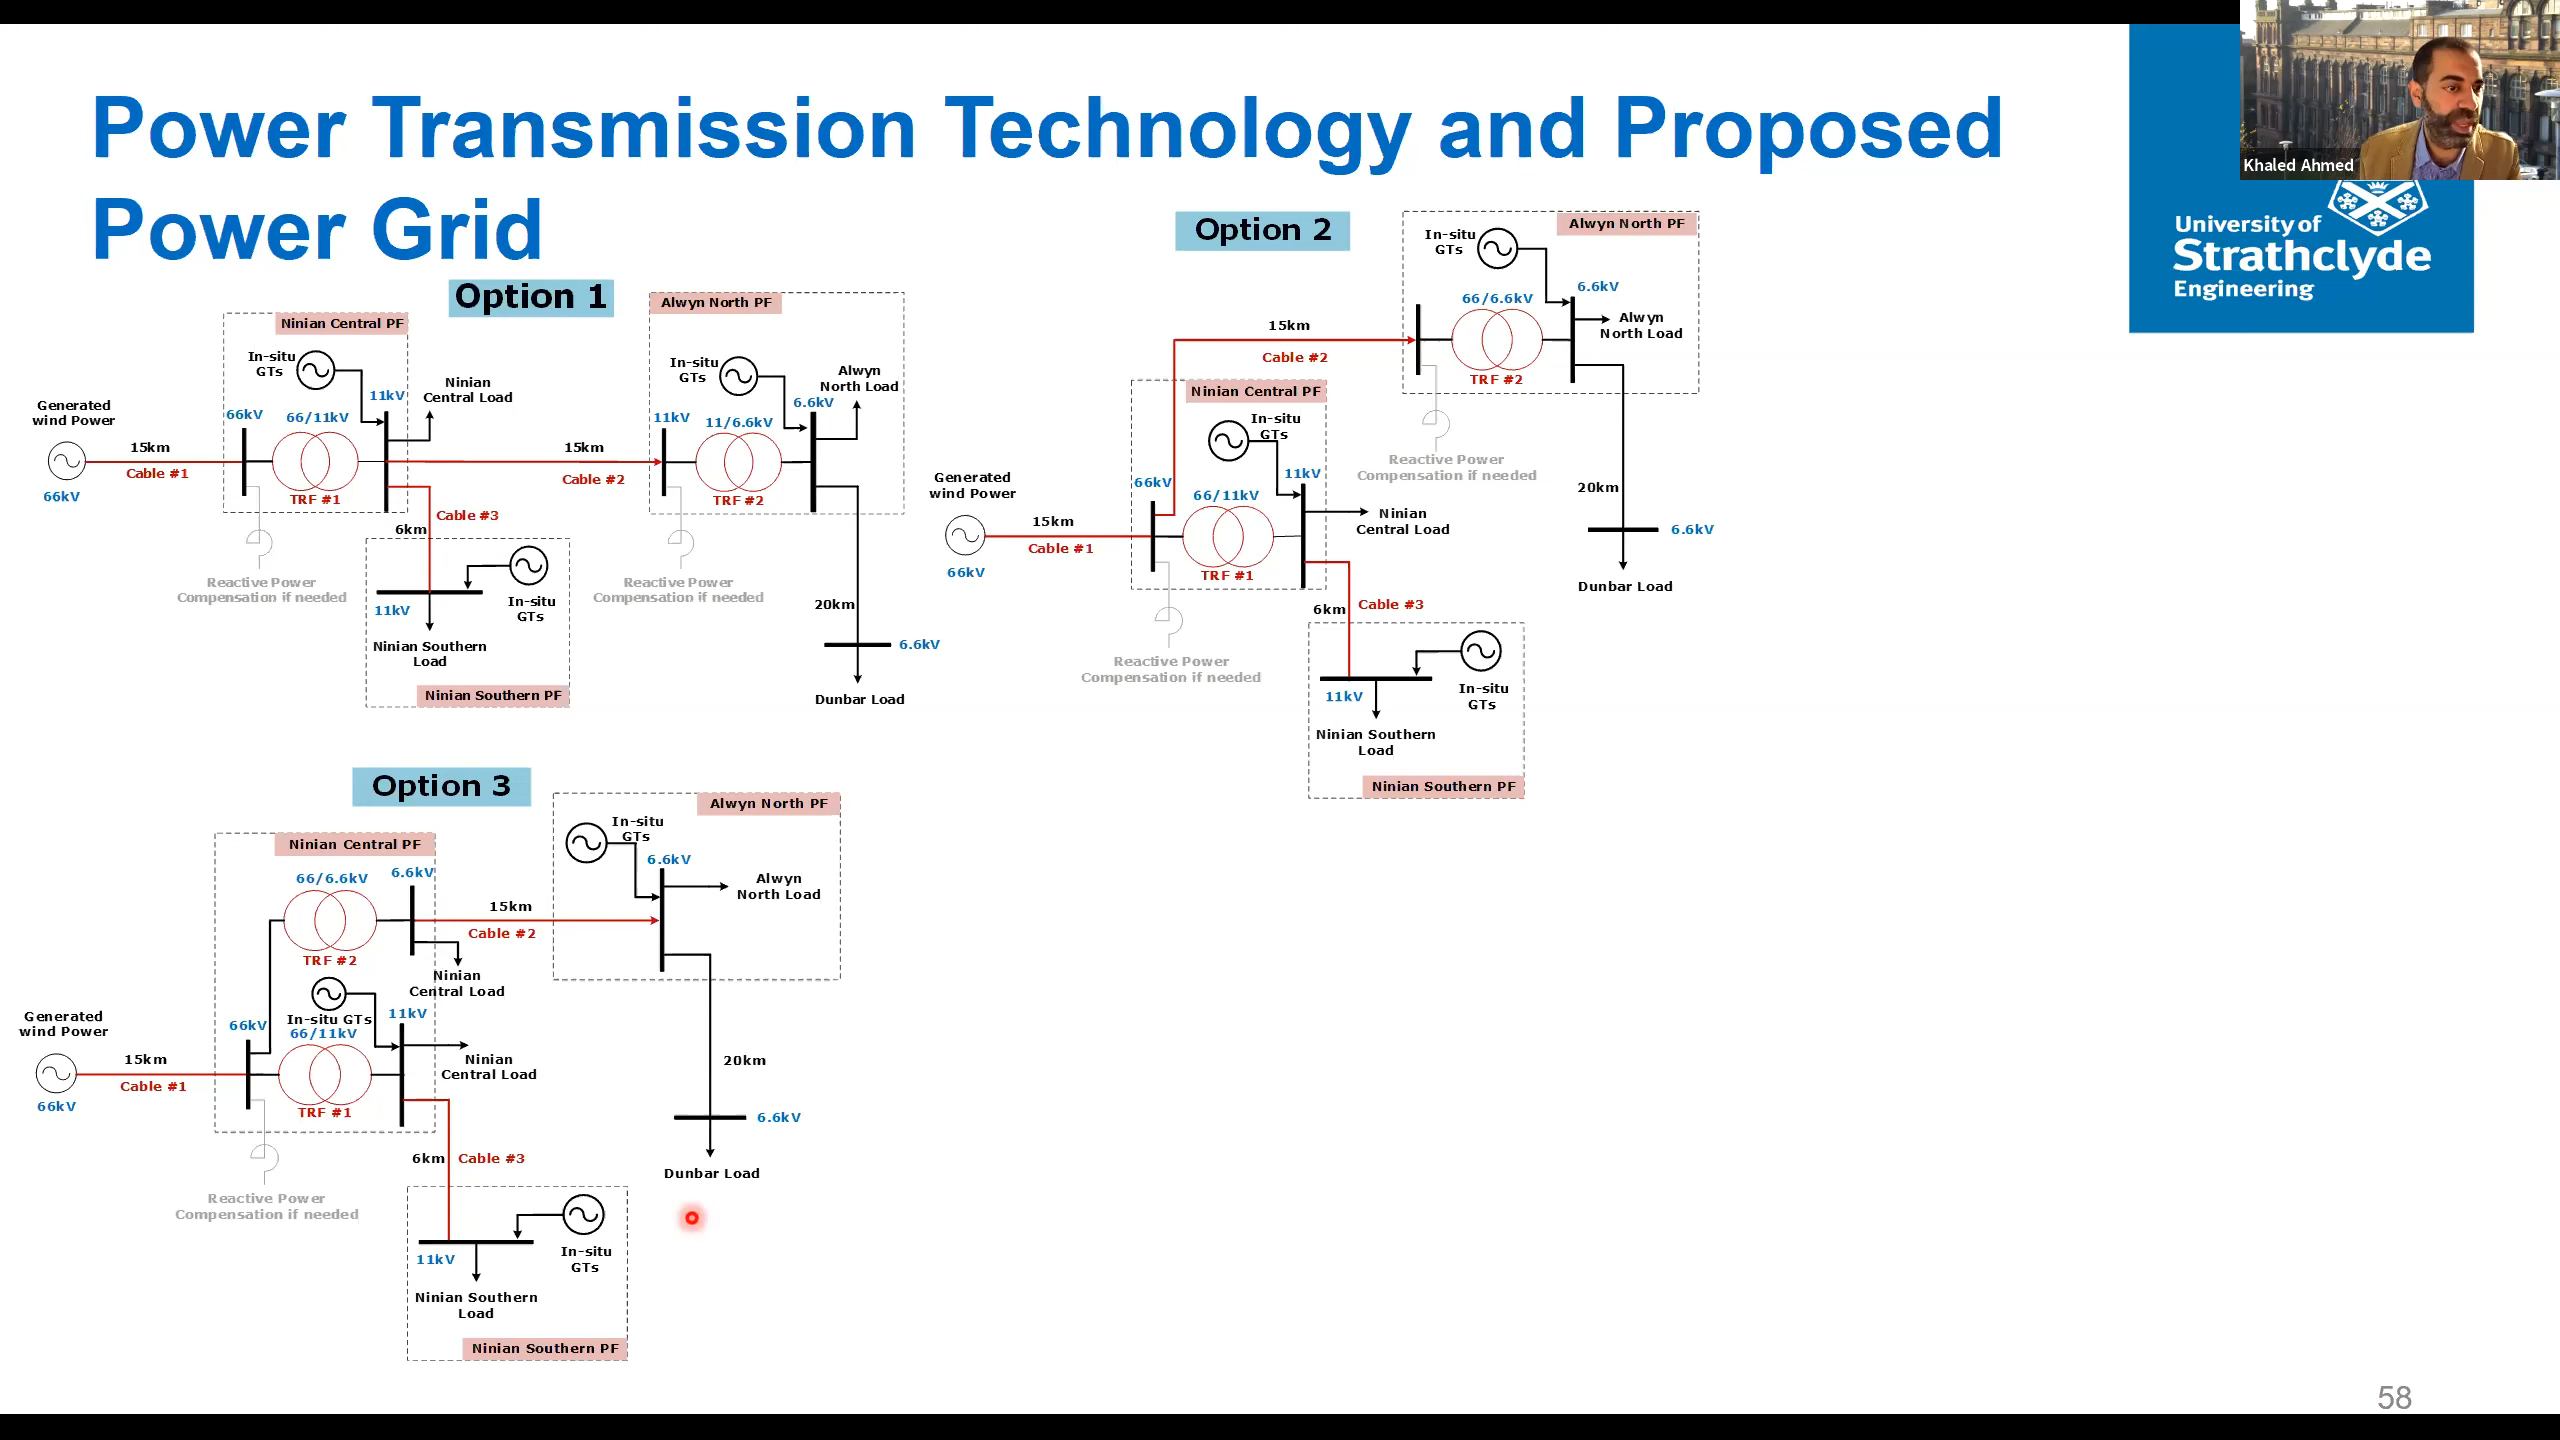 Power Transmission Technology and Proposed
Power Grid
Khaled Ahmed
University of
Strathclyde
Engineering
Option 1
Ninian Central PF
In-situ
GTs
11kV
Ninian
Central Load
Generated
wind Power
66kV
66/11kV
15km
Cable #1
66kV
TRF #1
Reactive Power
Compensation if needed
15km
Cable #2
Cable #3
6km
11kV
In-situ
GTs
Ninian Southern
Load
Ninian Southern PF
Alwyn North PF
In-situ
GTs
Alwyn
North Load
6.6kV
11kV
11/6.6kV
TRF #2
Reactive Power
Compensation if needed
20km
6.6kV
Dunbar Load
Option 2
Alwyn North PF
In-situ
GTs
6.6kV
66/6.6kV
Alwyn
North Load
TRF #2
15km
Cable #2
Reactive Power
Compensation if needed
20km
6.6kV
Dunbar Load
Ninian Central PF
In-situ
GTs
11kV
66kV
66/11kV
Generated
wind Power
15km
Cable #1
66kV
TRF #1
Ninian
Central Load
Reactive Power
Compensation if needed
6km
Cable #3
11kV
In-situ
GTs
Ninian Southern
Load
Ninian Southern PF
Option 3
Ninian Central PF
66/6.6kV
6.6kV
TRF #2
Ninian
Central Load
In-situ GTs
66/11kV
11kV
66kV
Generated
wind Power
15km
Cable #1
66kV
TRF #1
Ninian
Central Load
Reactive Power
Compensation if needed
15km
Cable #2
Alwyn North PF
In-situ
GTs
6.6kV
Alwyn
North Load
20km
6.6kV
Dunbar Load
6km
Cable #3
11kV
In-situ
GTs
Ninian Southern
Load
Ninian Southern PF
58